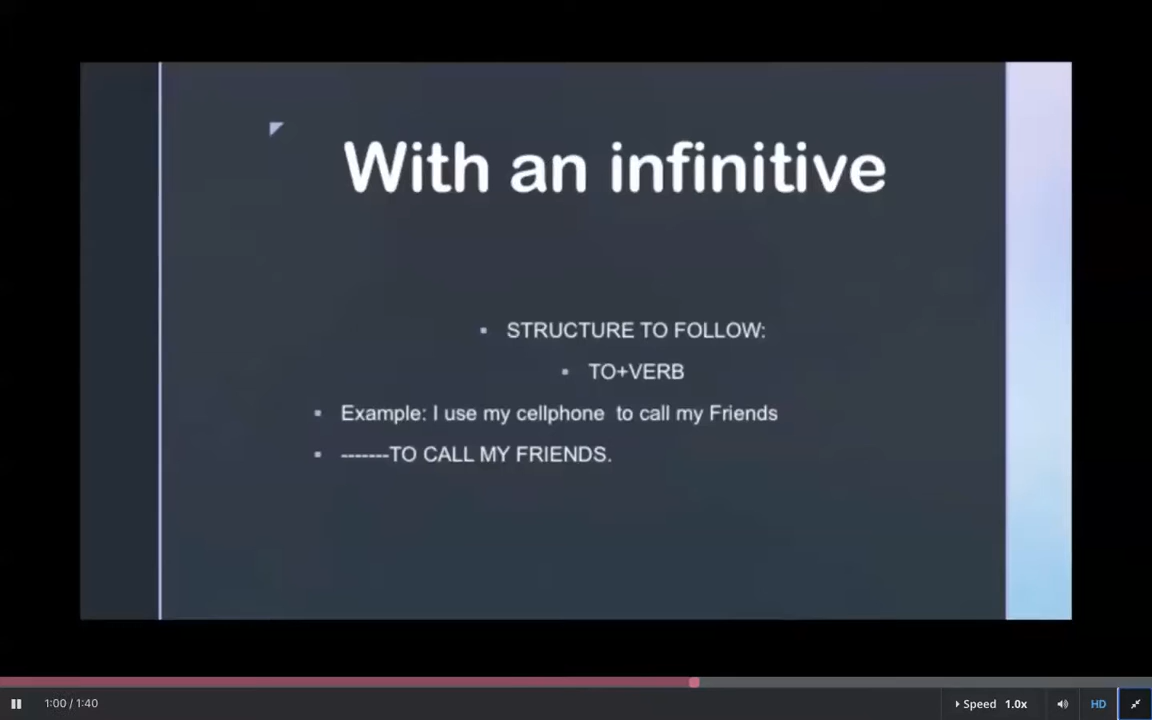 With an infinitive
STRUCTURE TO FOLLOW:
TO+VERB
Example: I use my cellphone  to call my Friends
-------TO CALL MY FRIENDS.
1:00 / 1:40
Speed 1.0x
HD